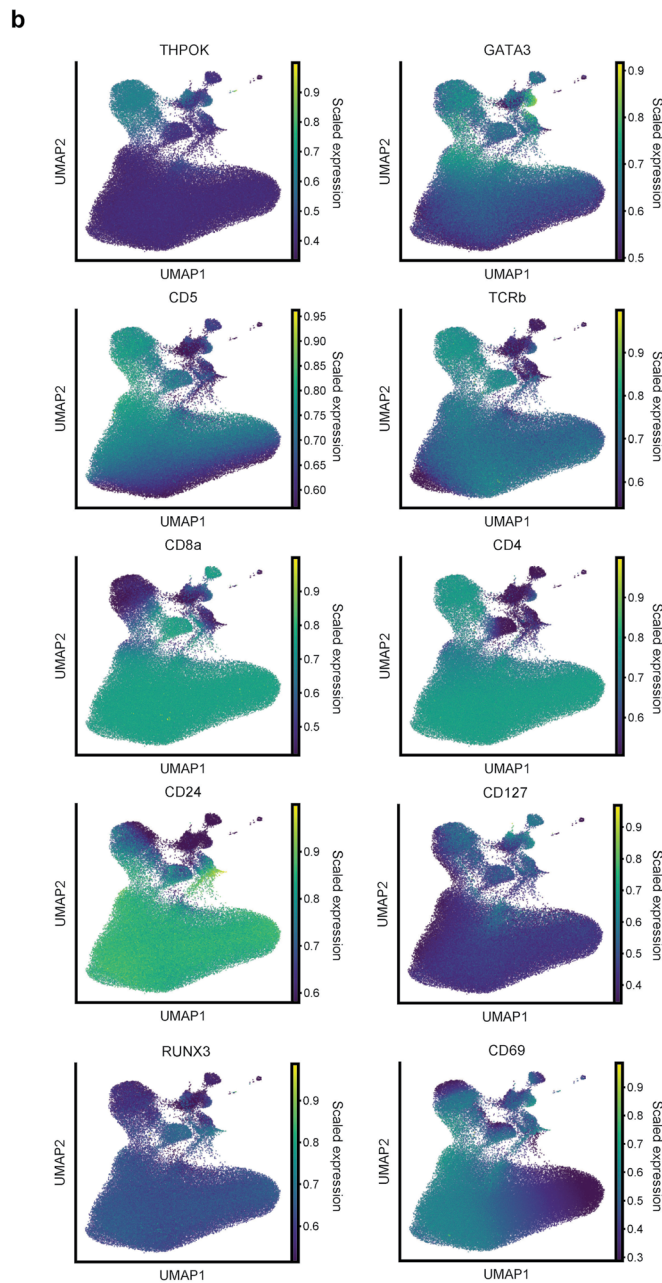 b
THPOK
GATA3
UMAP2
0.9
0.8
0.7
0.6
0.5
0.4
Scaled expression
UMAP2
0.9
0.8
0.7
0.6
0.5
Scaled expression
UMAP1
UMAP1
CD5
TCRb
UMAP2
0.95
0.90
0.85
0.80
0.75
0.70
0.65
0.60
Scaled expression
UMAP2
0.9
0.8
0.7
0.6
Scaled expression
UMAP1
UMAP1
CD8a
CD4
UMAP2
0.9
0.8
0.7
0.6
0.5
Scaled expression
UMAP2
0.9
0.8
0.7
0.6
Scaled expression
UMAP1
UMAP1
CD24
CD127
UMAP2
0.9
0.8
0.7
0.6
Scaled expression
UMAP2
0.9
0.8
0.7
0.6
0.5
0.4
Scaled expression
UMAP1
UMAP1
RUNX3
CD69
UMAP2
0.9
0.8
0.7
0.6
Scaled expression
UMAP2
0.9
0.8
0.7
0.6
0.5
0.4
0.3
Scaled expression
UMAP1
UMAP1